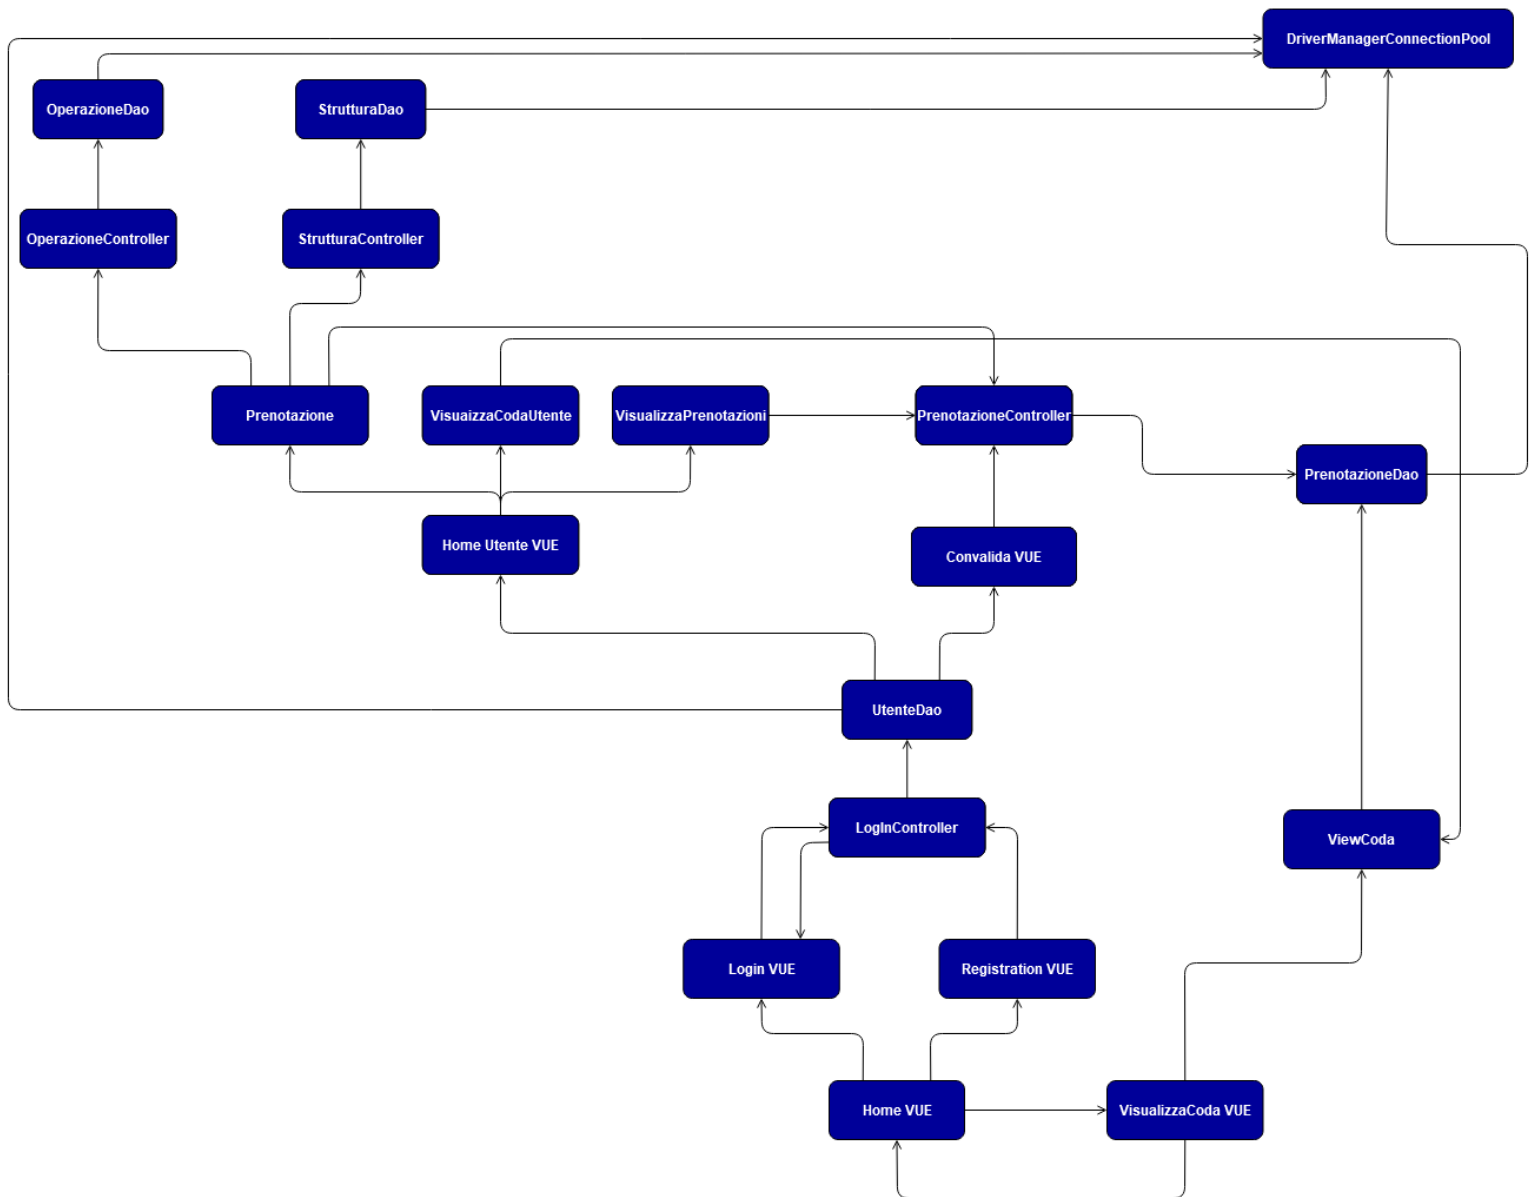 DriverManagerConnectionPool
OperazioneDao
StrutturaDao
OperazioneController
StrutturaController
Prenotazione
VisuaizzaCodaUtente
VisualizzaPrenotazioni
PrenotazioneController
PrenotazioneDao
Home Utente VUE
Convalida VUE
UtenteDao
LogInController
ViewCoda
Login VUE
Registration VUE
Home VUE
VisualizzaCoda VUE